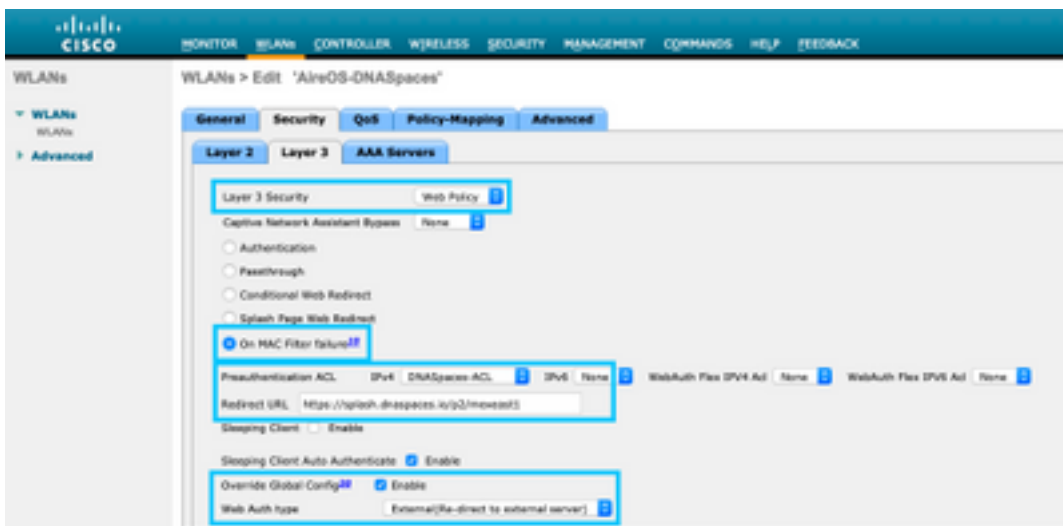 CISCO
MONITOR WLANs CONTROLLER WIRELESS SECURITY MANAGEMENT COMMANDS HELP FEEDBACK
WLANs
WLANs > Edit 'AireOS-DNASpaces'
WLANs
WLANs
Advanced
General Security QoS Policy-Mapping Advanced
Layer 2 Layer 3 AAA Servers
Layer 3 Security Web Policy
Captive Network Assistant Bypass None
Authentication
Passthrough
Conditional Web Redirect
Splash Page Web Redirect
On MAC Filter failure
Preauthentication ACL IPv4 DNASpaces-ACL IPv6 None WebAuth Flex IPV4 Acl None WebAuth Flex IPV6 Acl None
Redirect URL https://splash.dnaspaces.io/p2/mexeast1
Sleeping Client Enable
Sleeping Client Auto Authenticate Enable
Override Global Config Enable
Web Auth type External(Re-direct to external server)